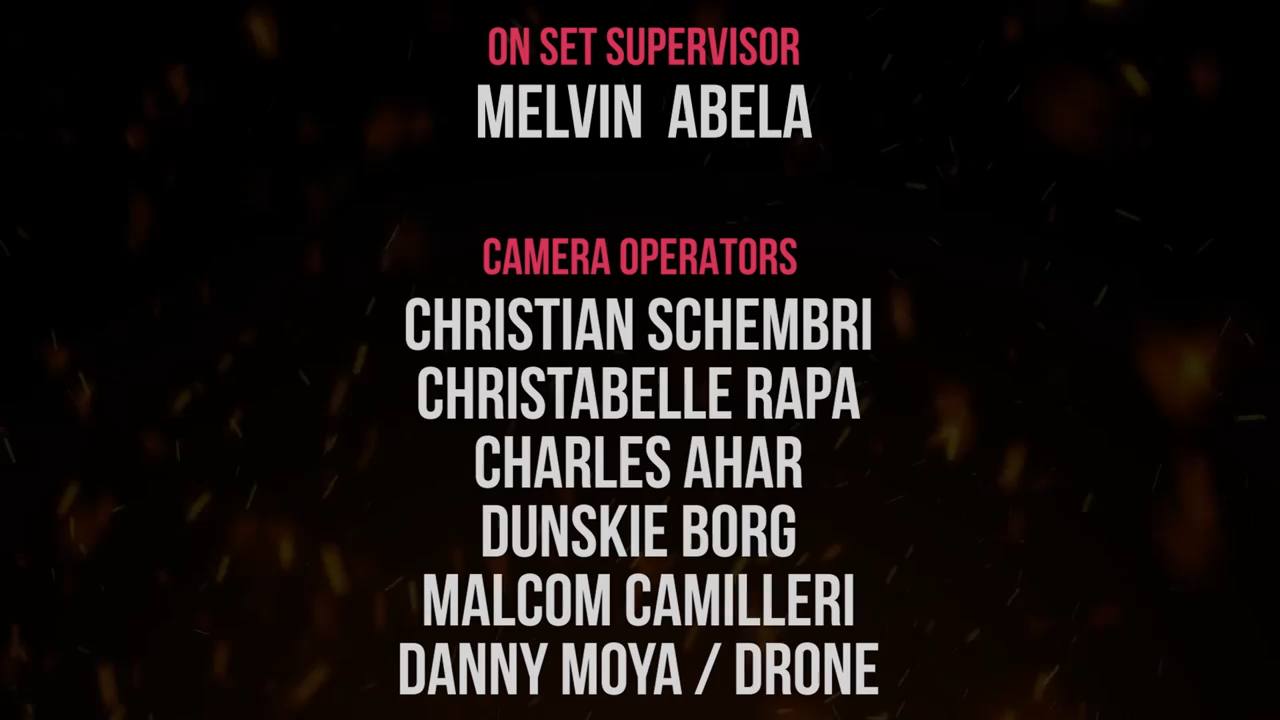 ON SET SUPERVISOR
MELVIN ABELA
CAMERA OPERATORS
CHRISTIAN SCHEMBRI
CHRISTABELLE RAPA
CHARLES AHAR
DUNSKIE BORG
MALCOM CAMILLERI
DANNY MOYA / DRONE